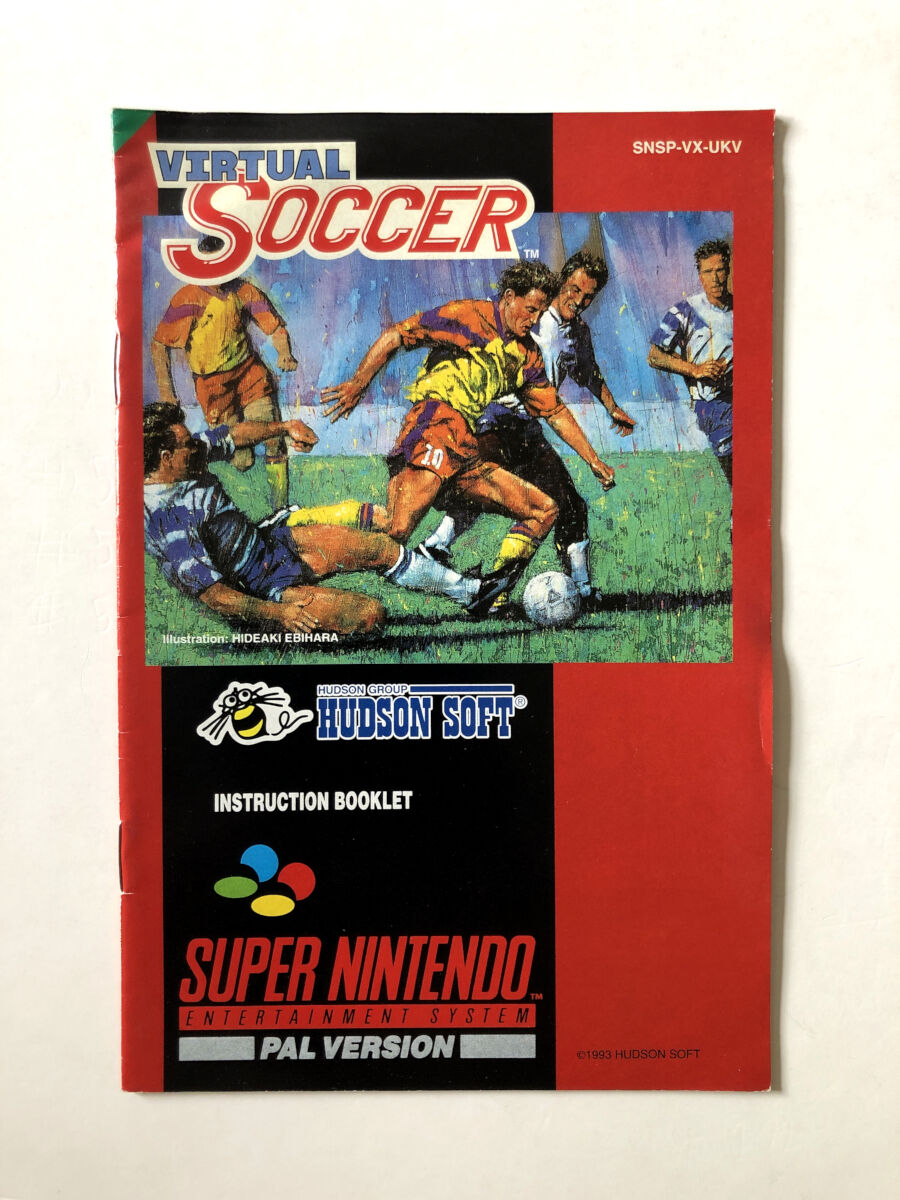 SNSP-VX-UKV
VIRTUAL
SOCCER
™
10
Illustration: HIDEAKI EBIHARA
HUDSON GROUP
HUDSON SOFT®
INSTRUCTION BOOKLET
SUPER NINTENDO™
ENTERTAINMENT SYSTEM
PAL VERSION
©1993 HUDSON SOFT